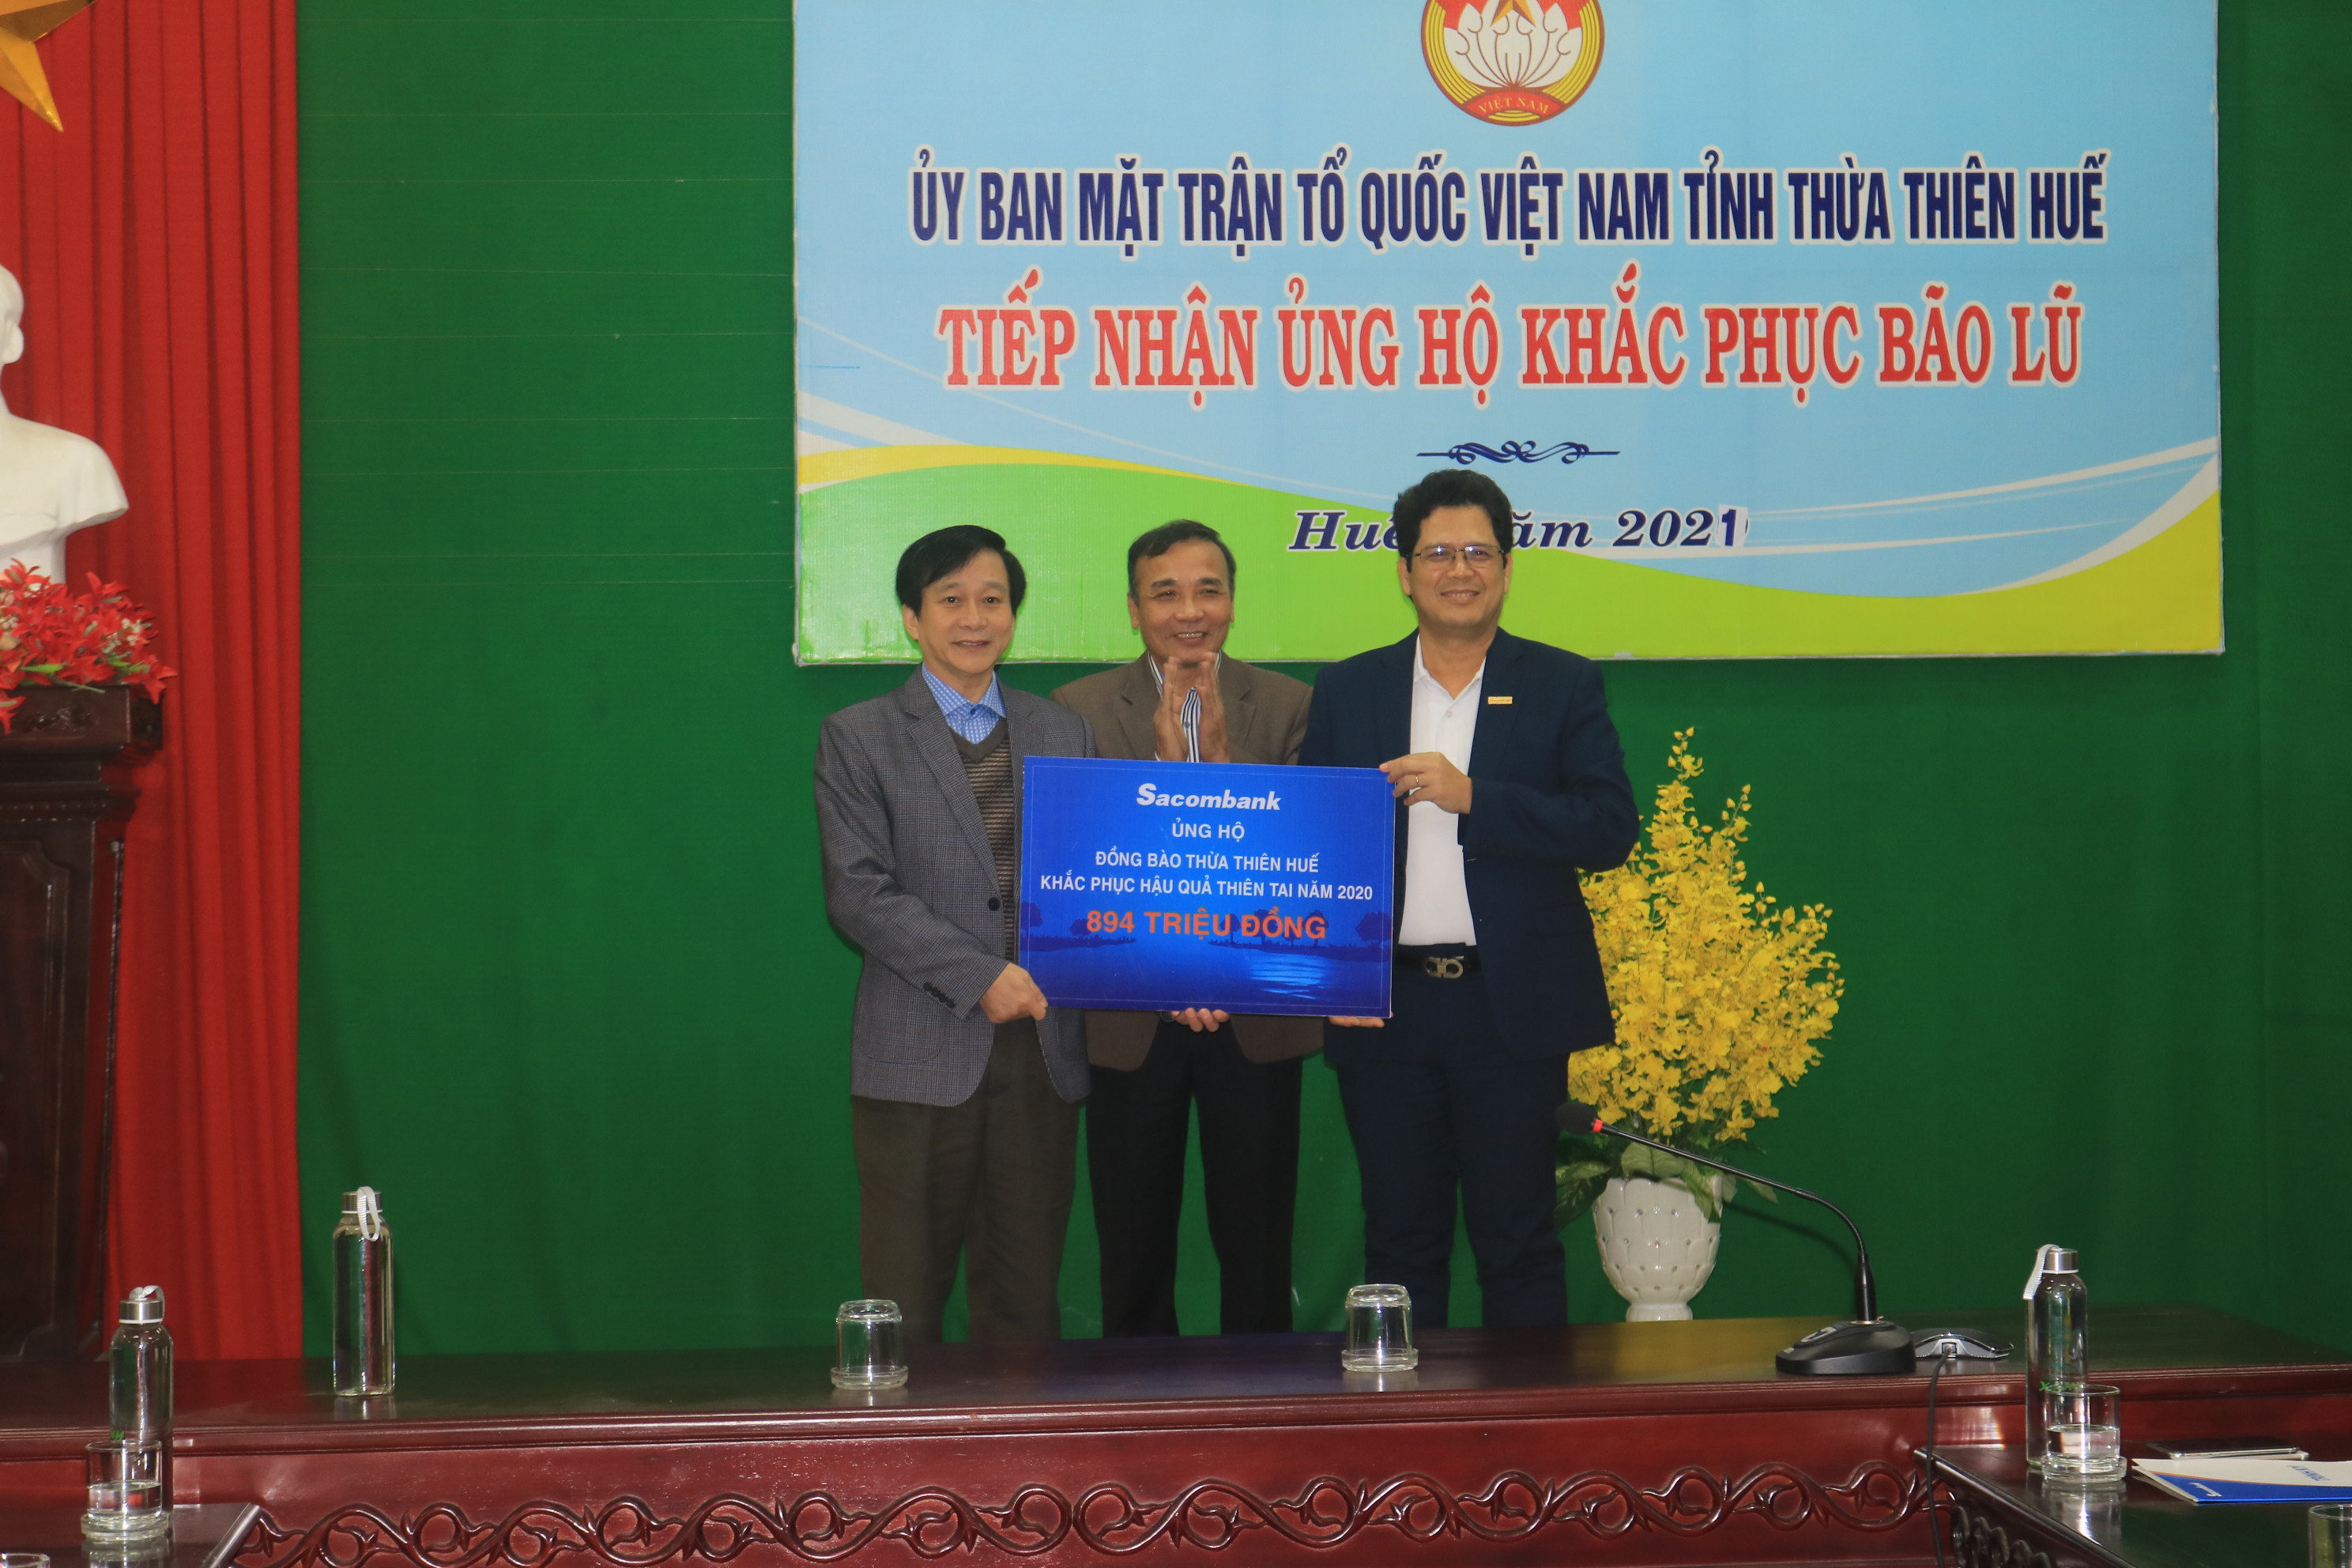 VIỆT NAM
ỦY BAN MẶT TRẬN TỔ QUỐC VIỆT NAM TỈNH THỪA THIÊN HUẾ
TIẾP NHẬN ỦNG HỘ KHẮC PHỤC BÃO LŨ
2021
Sacombank
ỦNG HỘ
ĐỒNG BÀO THỪA THIÊN HUẾ
KHẮC PHỤC HẬU QUẢ THIÊN TAI NĂM 2020
894 TRIỆU ĐỒNG